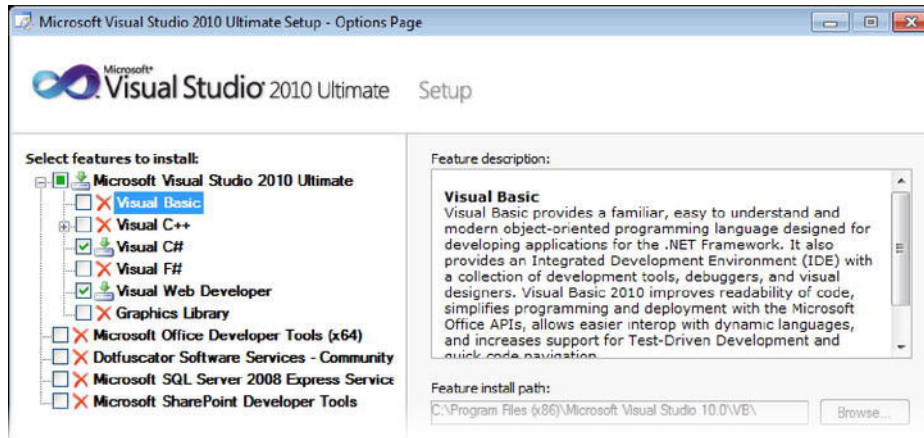 Microsoft Visual Studio 2010 Ultimate Setup - Options Page
Microsoft
Visual Studio 2010 Ultimate Setup
Select features to install:
Microsoft Visual Studio 2010 Ultimate
Visual Basic
Visual C++
Visual C#
Visual F#
Visual Web Developer
Graphics Library
Microsoft Office Developer Tools (x64)
Dotfuscator Software Services - Community
Microsoft SQL Server 2008 Express Service
Microsoft SharePoint Developer Tools
Feature description:
Visual Basic
Visual Basic provides a familiar, easy to understand and
modern object-oriented programming language designed for
developing applications for the .NET Framework. It also
provides an Integrated Development Environment (IDE) with
a collection of development tools, debuggers, and visual
designers. Visual Basic 2010 improves readability of code,
simplifies programming and deployment with the Microsoft
Office APIs, allows easier interop with dynamic languages,
and increases support for Test-Driven Development and
quick code navigation.
Feature install path:
C:\Program Files (x86)\Microsoft Visual Studio 10.0\VB\
Browse...